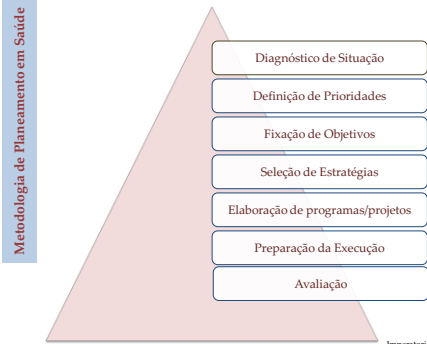 Metodologia de Planeamento em Saúde
Diagnóstico de Situação
Definição de Prioridades
Fixação de Objetivos
Seleção de Estratégias
Elaboração de programas/projetos
Preparação da Execução
Avaliação